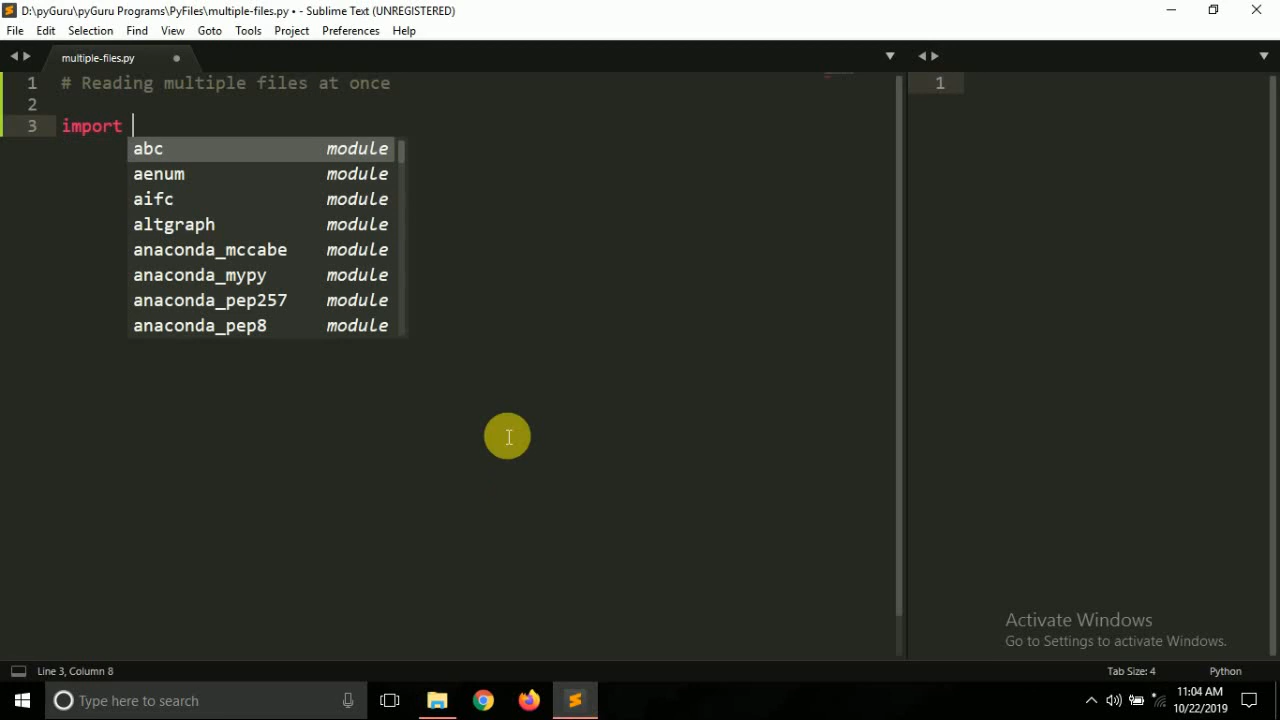 D:\pyGuru\pyGuru Programs\PyFiles\multiple-files.py • - Sublime Text (UNREGISTERED)
File Edit Selection Find View Goto Tools Project Preferences Help
multiple-files.py
1 # Reading multiple files at once
1
2
3 import
abc module
aenum module
aifc module
altgraph module
anaconda_mccabe module
anaconda_mypy module
anaconda_pep257 module
anaconda_pep8 module
Activate Windows
Go to Settings to activate Windows.
Line 3, Column 8 Tab Size: 4 Python
Type here to search
11:04 AM
10/22/2019